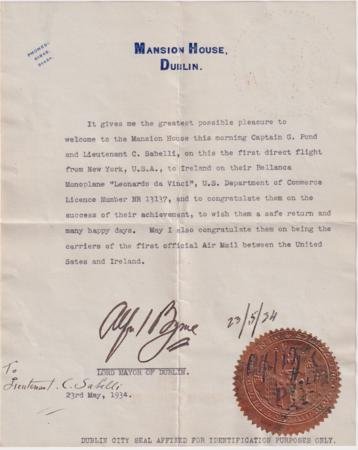 MANSION HOUSE,
DUBLIN.
It gives me the greatest possible pleasure to
welcome to the Mansion House this morning Captain G. Pond
and Lieutenant C. Sabelli, on this the first direct flight
from New York, U.S.A., to Ireland on their Bellanca
Monoplane "Leonardo da Vinci", U.S. Department of Commerce
Licence Number NR 13137, and to congratulate them on the
success of their achievement, to wish them a safe return and
many happy days. May I also congratulate them on being the
carriers of the first official Air Mail between the United
Sates and Ireland.
Alfd Byrne
23/5/34
LORD MAYOR OF DUBLIN.
To
Lieutenant C. Sabelli
23rd May, 1934.
DUBLIN CITY SEAL AFFIXED FOR IDENTIFICATION PURPOSES ONLY.